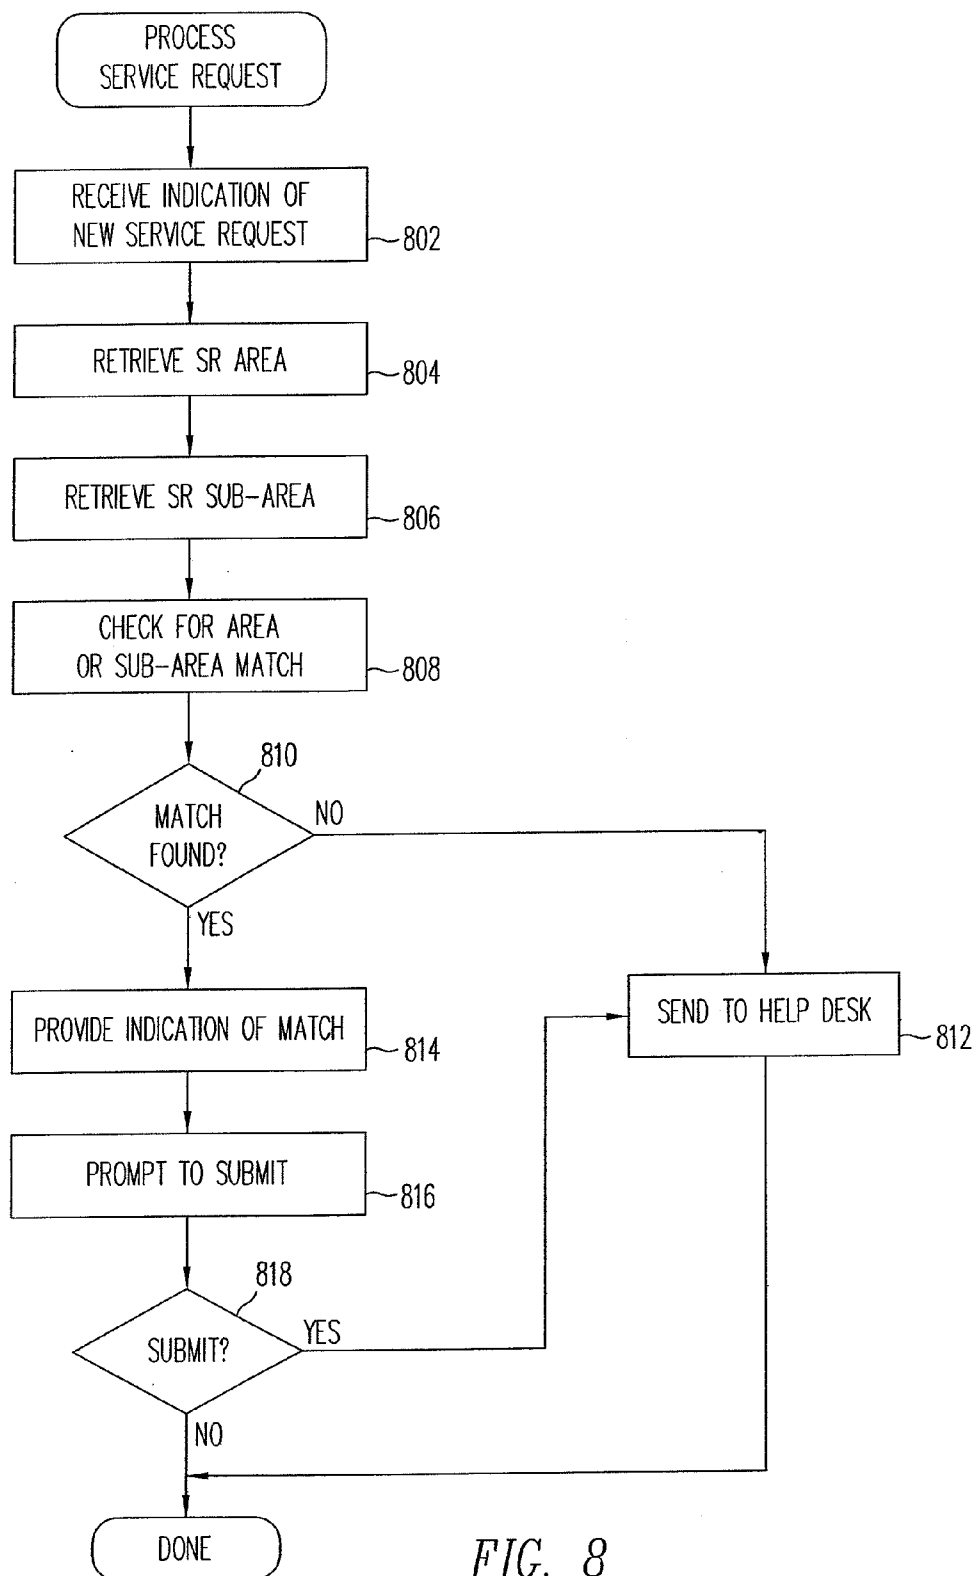 PROCESS
SERVICE REQUEST
RECEIVE INDICATION OF
NEW SERVICE REQUEST
802
RETRIEVE SR AREA
804
RETRIEVE SR SUB-AREA
806
CHECK FOR AREA
OR SUB-AREA MATCH
808
810
MATCH
FOUND?
NO
YES
PROVIDE INDICATION OF MATCH
814
SEND TO HELP DESK
812
PROMPT TO SUBMIT
816
818
SUBMIT?
YES
NO
DONE
FIG. 8